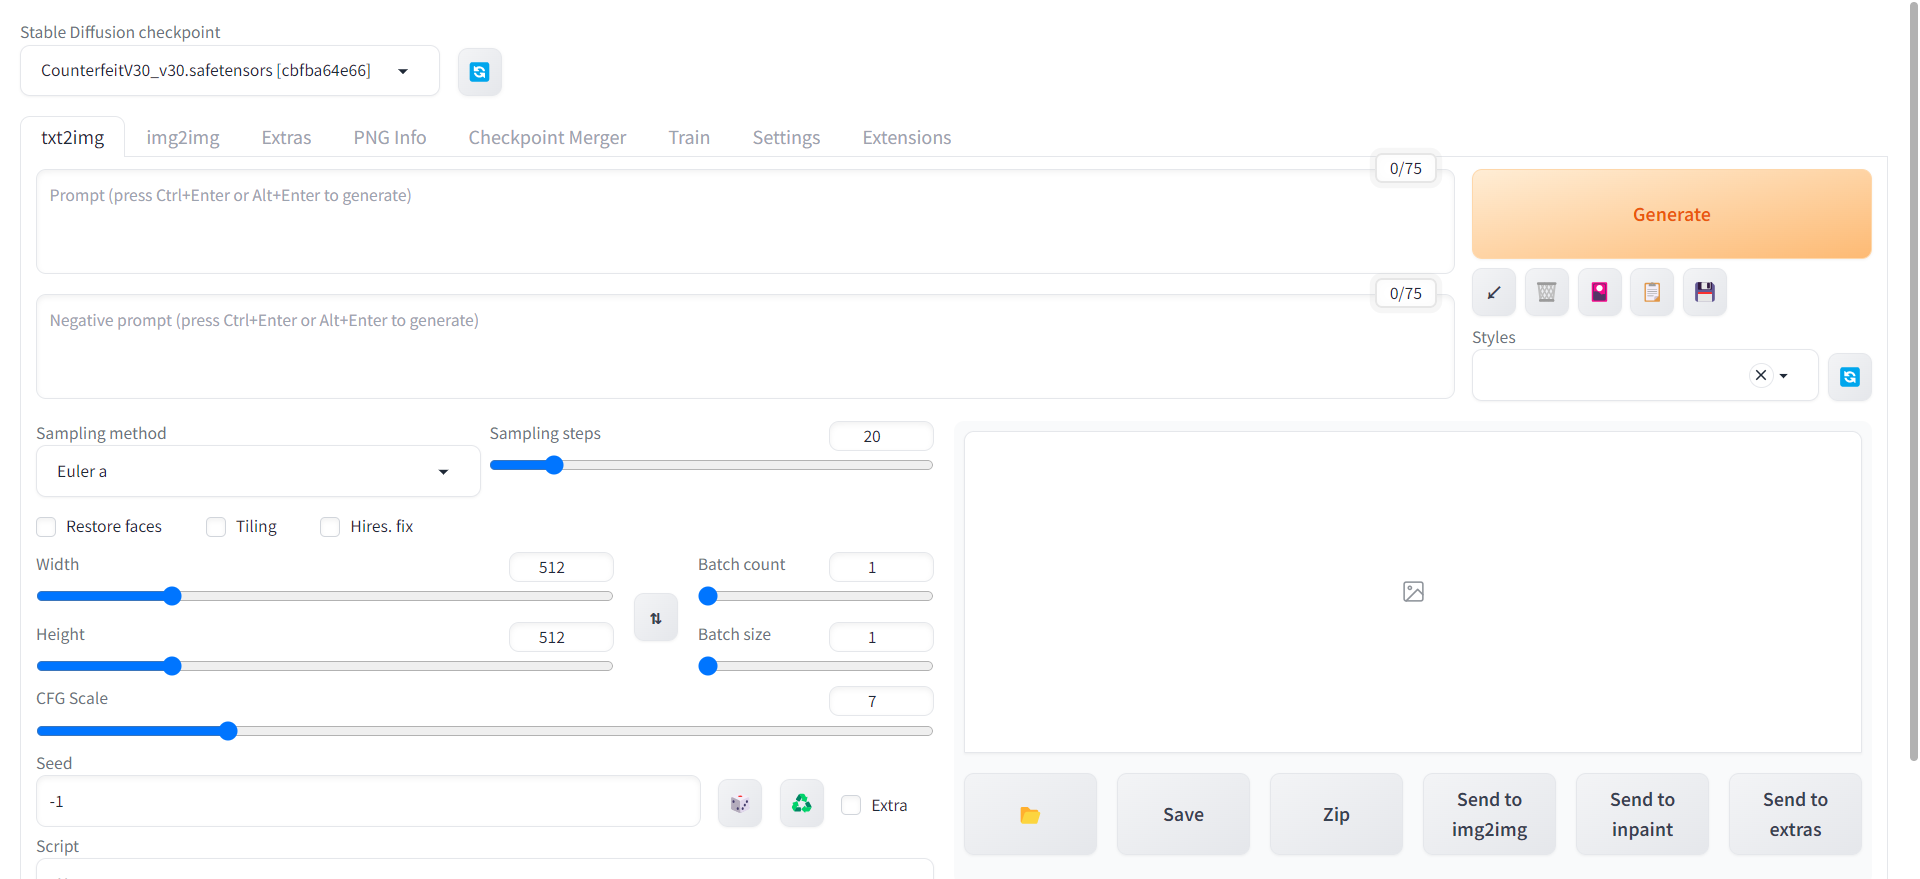 Stable Diffusion checkpoint
CounterfeitV30_v30.safetensors [cbfba64e66]
txt2img img2img Extras PNG Info Checkpoint Merger Train Settings Extensions
0/75
Prompt (press Ctrl+Enter or Alt+Enter to generate)
Generate
0/75
Negative prompt (press Ctrl+Enter or Alt+Enter to generate)
Styles
Sampling method
Euler a
Sampling steps
20
Restore faces Tiling Hires. fix
Width
512
Batch count
1
Height
512
Batch size
1
CFG Scale
7
Seed
-1
Extra
Script
Save
Zip
Send to
img2img
Send to
inpaint
Send to
extras